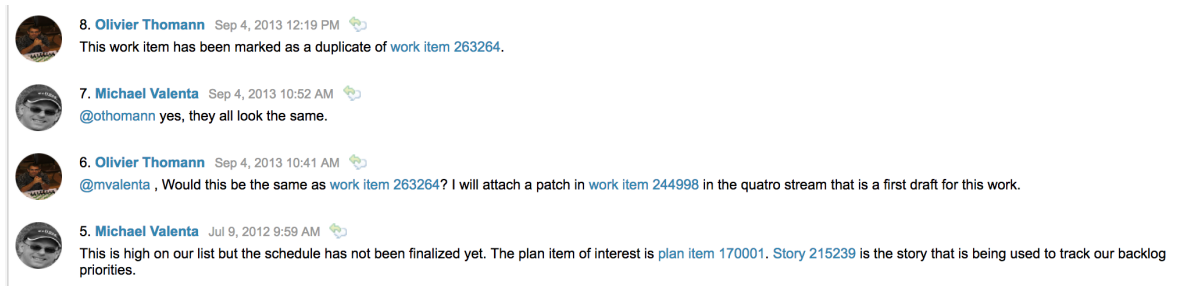 8. Olivier Thomann Sep 4, 2013 12:19 PM
This work item has been marked as a duplicate of work item 263264.
7. Michael Valenta Sep 4, 2013 10:52 AM
@othomann yes, they all look the same.
6. Olivier Thomann Sep 4, 2013 10:41 AM
@mvalenta , Would this be the same as work item 263264? I will attach a patch in work item 244998 in the quatro stream that is a first draft for this work.
5. Michael Valenta Jul 9, 2012 9:59 AM
This is high on our list but the schedule has not been finalized yet. The plan item of interest is plan item 170001. Story 215239 is the story that is being used to track our backlog
priorities.